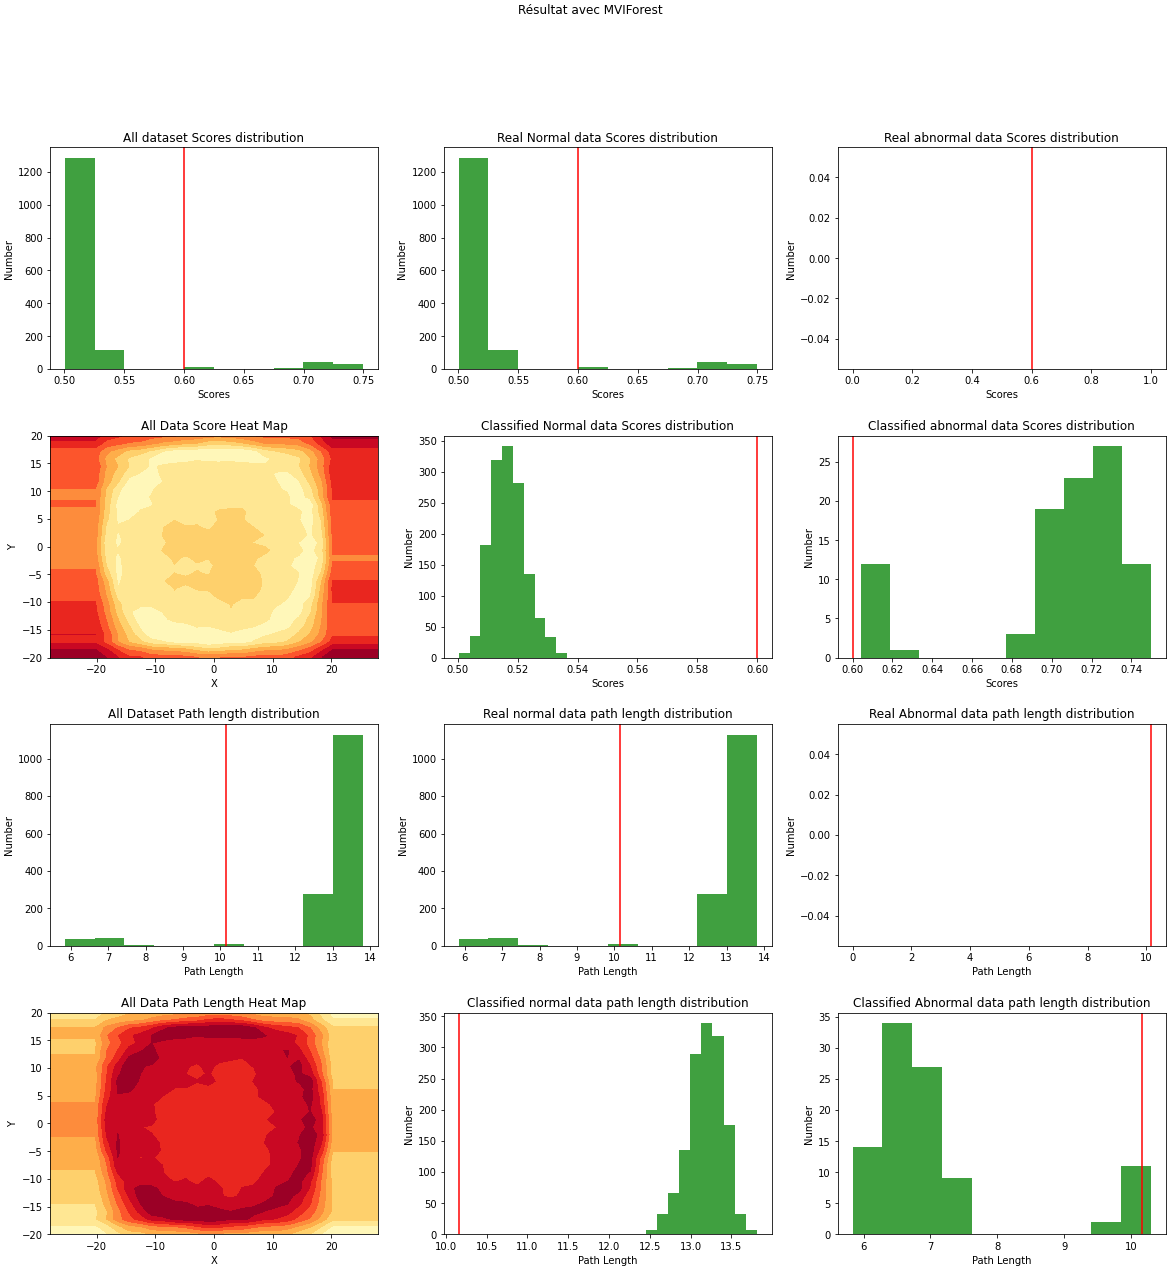 Résultat avec MVIForest
All dataset Scores distribution
Real Normal data Scores distribution
Real abnormal data Scores distribution
Number
1200
1000
800
600
400
200
0
0.50 0.55 0.60 0.65 0.70 0.75
Scores
Number
1200
1000
800
600
400
200
0
0.50 0.55 0.60 0.65 0.70 0.75
Scores
Number
0.04
0.02
0.00
−0.02
−0.04
0.0 0.2 0.4 0.6 0.8 1.0
Scores
All Data Score Heat Map
Classified Normal data Scores distribution
Classified abnormal data Scores distribution
Y
20
15
10
5
0
−5
−10
−15
−20
−20 −10 0 10 20
X
Number
350
300
250
200
150
100
50
0
0.50 0.52 0.54 0.56 0.58 0.60
Scores
Number
25
20
15
10
5
0
0.60 0.62 0.64 0.66 0.68 0.70 0.72 0.74
Scores
All Dataset Path length distribution
Real normal data path length distribution
Real Abnormal data path length distribution
Number
1000
800
600
400
200
0
6 7 8 9 10 11 12 13 14
Path Length
Number
1000
800
600
400
200
0
6 7 8 9 10 11 12 13 14
Path Length
Number
0.04
0.02
0.00
−0.02
−0.04
0 2 4 6 8 10
Path Length
All Data Path Length Heat Map
Classified normal data path length distribution
Classified Abnormal data path length distribution
Y
20
15
10
5
0
−5
−10
−15
−20
−20 −10 0 10 20
X
Number
350
300
250
200
150
100
50
0
10.0 10.5 11.0 11.5 12.0 12.5 13.0 13.5
Path Length
Number
35
30
25
20
15
10
5
0
6 7 8 9 10
Path Length